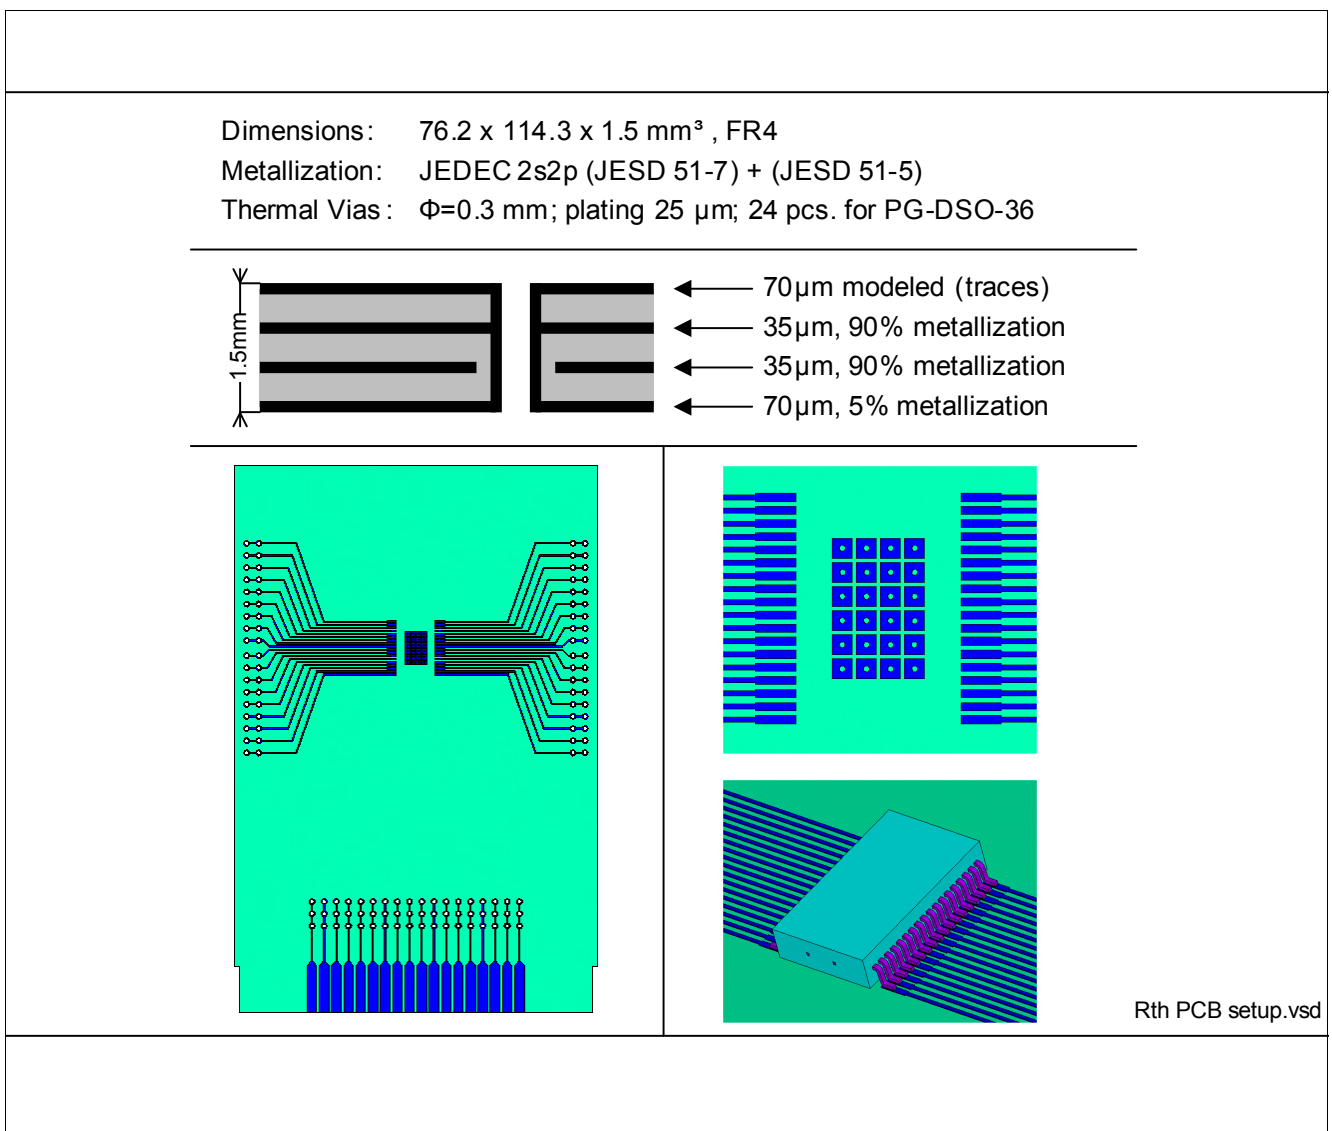 Dimensions: 76.2 x 114.3 x 1.5 mm³ , FR4
Metallization: JEDEC 2s2p (JESD 51-7) + (JESD 51-5)
Thermal Vias : Φ=0.3 mm; plating 25 µm; 24 pcs. for PG-DSO-36
1.5mm
70µm modeled (traces)
35µm, 90% metallization
35µm, 90% metallization
70µm, 5% metallization
Rth PCB setup.vsd